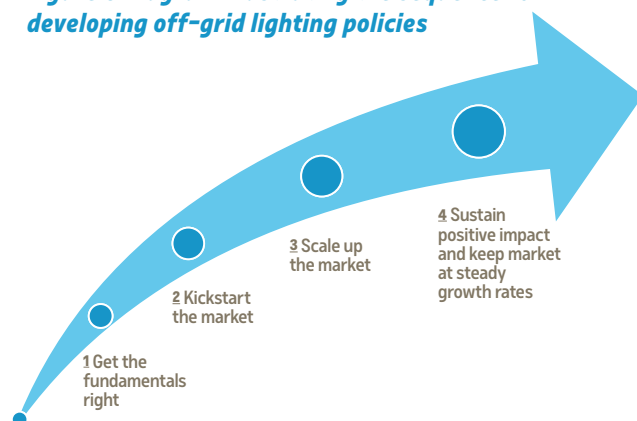 developing off-grid lighting policies
4 Sustain
positive impact
and keep market
at steady
growth rates
3 Scale up
the market
2 Kickstart
the market
1 Get the
fundamentals
right